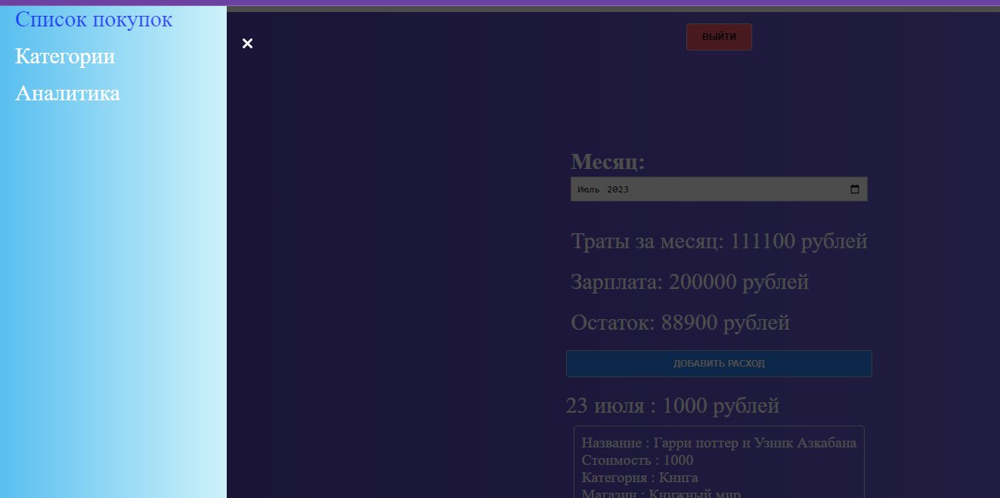 Список покупок
Категории
Аналитика
ВЫЙТИ
Месяц:
Июль 2023
Траты за месяц: 111100 рублей
Зарплата: 200000 рублей
Остаток: 88900 рублей
ДОБАВИТЬ РАСХОД
23 июля : 1000 рублей
Название : Гарри поттер и Узник Азкабана
Стоимость : 1000
Категория : Книга
Магазин : Книжный мир